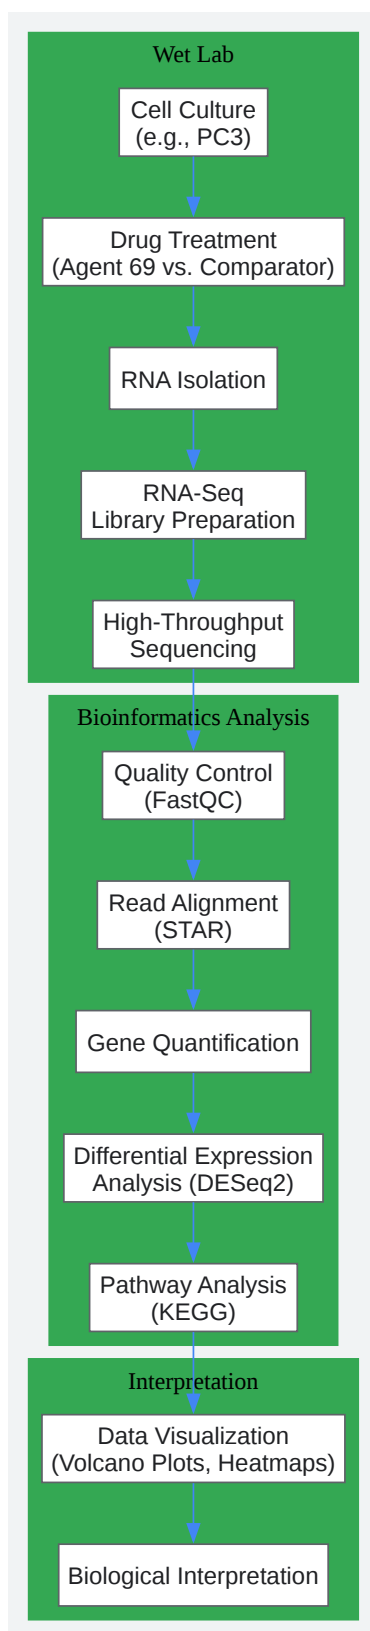 Wet Lab
Cell Culture
(e.g., PC3)
Drug Treatment
(Agent 69 vs. Comparator)
RNA Isolation
RNA-Seq
Library Preparation
High-Throughput
Sequencing
Bioinformatics Analysis
Quality Control
(FastQC)
Read Alignment
(STAR)
Gene Quantification
Differential Expression
Analysis (DESeq2)
Pathway Analysis
(KEGG)
Interpretation
Data Visualization
(Volcano Plots, Heatmaps)
Biological Interpretation